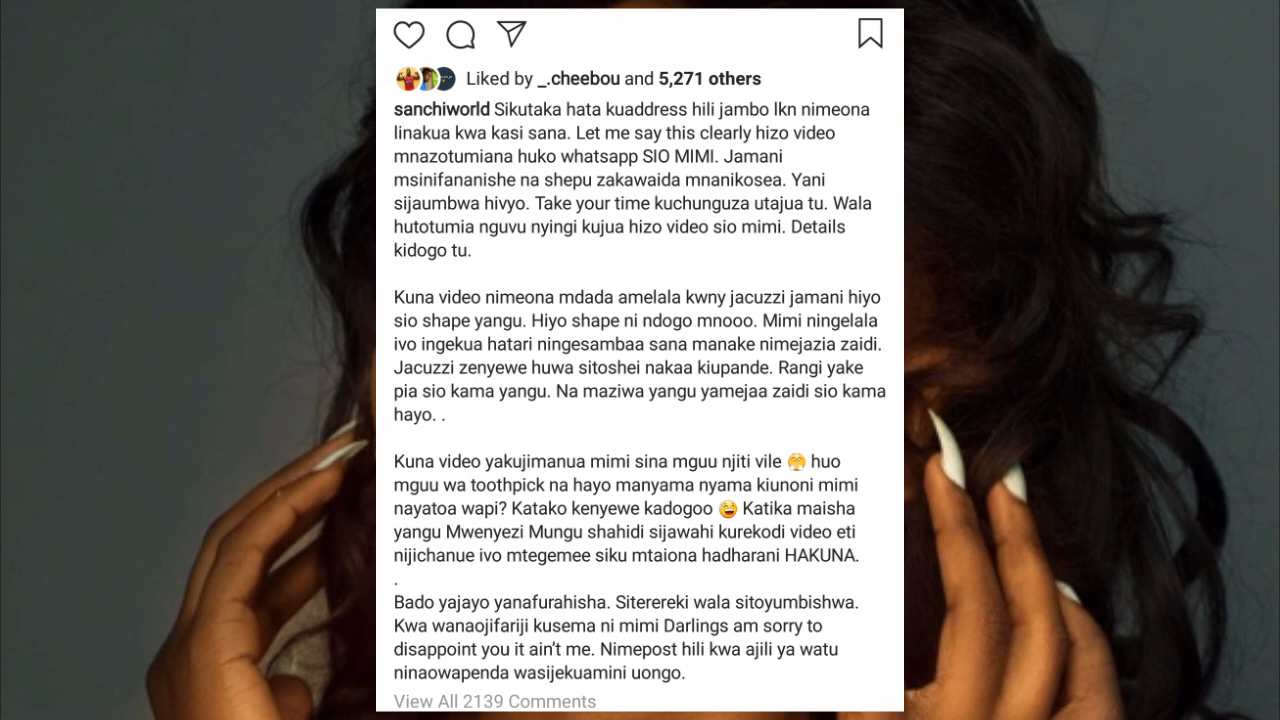 Liked by _.cheebou and 5,271 others
sanchiworld Sikutaka hata kuaddress hili jambo lkn nimeona
linakua kwa kasi sana. Let me say this clearly hizo video
mnazotumiana huko whatsapp SIO MIMI. Jamani
msinifananishe na shepu zakawaida mnanikosea. Yani
sijaumbwa hivyo. Take your time kuchunguza utajua tu. Wala
hutotumia nguvu nyingi kujua hizo video sio mimi. Details
kidogo tu.
Kuna video nimeona mdada amelala kwny jacuzzi jamani hiyo
sio shape yangu. Hiyo shape ni ndogo mnooo. Mimi ningelala
ivo ingekua hatari ningesambaa sana manake nimejazia zaidi.
Jacuzzi zenyewe huwa sitoshei nakaa kiupande. Rangi yake
pia sio kama yangu. Na maziwa yangu yamejaa zaidi sio kama
hayo. .
Kuna video yakujimanua mimi sina mguu njiti vile 😤 huo
mguu wa toothpick na hayo manyama nyama kiunoni mimi
nayatoa wapi? Katako kenyewe kadogoo 😂 Katika maisha
yangu Mwenyezi Mungu shahidi sijawahi kurekodi video eti
nijichanue ivo mtegemee siku mtaiona hadharani HAKUNA.
.
Bado yajayo yanafurahisha. Siterereki wala sitoyumbishwa.
Kwa wanaojifariji kusema ni mimi Darlings am sorry to
disappoint you it ain’t me. Nimepost hili kwa ajili ya watu
ninaowapenda wasijekuamini uongo.
View All 2139 Comments